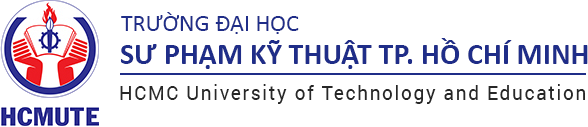 TRƯỜNG ĐẠI HỌC
SƯ PHẠM KỸ THUẬT TP. HỒ CHÍ MINH
HCMC University of Technology and Education
HCMUTE